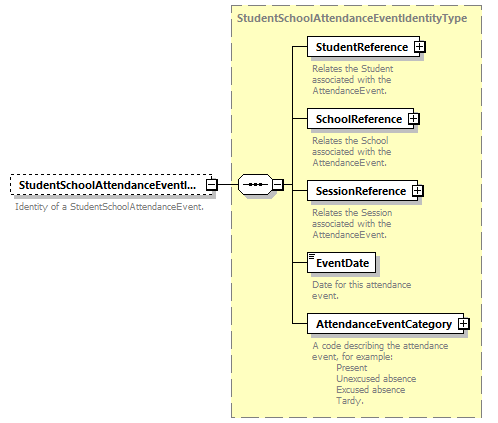 StudentSchoolAttendanceEventIdentityType
StudentReference
Relates the Student
associated with the
AttendanceEvent.
SchoolReference
Relates the School
associated with the
AttendanceEvent.
StudentSchoolAttendanceEventI...
Identity of a StudentSchoolAttendanceEvent.
SessionReference
Relates the Session
associated with the
AttendanceEvent.
EventDate
Date for this attendance
event.
AttendanceEventCategory
A code describing the attendance
event, for example:
Present
Unexcused absence
Excused absence
Tardy.